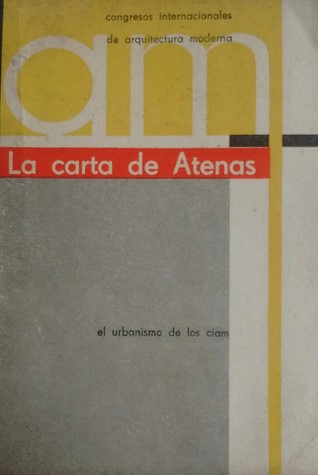 congresos internacionales
de arquitectura moderna
am
La carta de Atenas
el urbanismo de los ciam